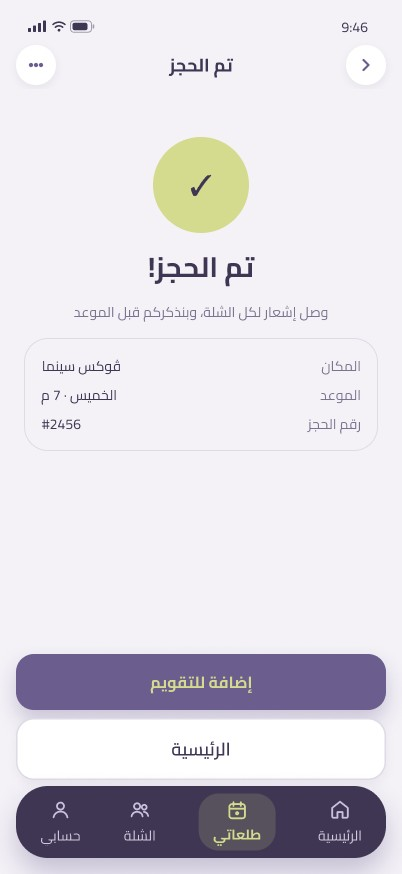 9:46
تم الحجز
✓
تم الحجز!
وصل إشعار لكل الشلة، وبنذكركم قبل الموعد
المكان ڤوكس سينما
الموعد الخميس · 7 م
رقم الحجز #2456
إضافة للتقويم
الرئيسية
الرئيسية طلعاتي الشلة حسابي